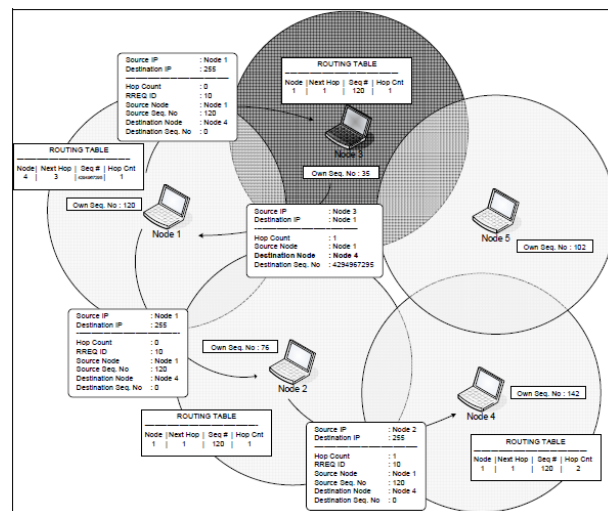 Source IP : Node 1
Destination IP : 255
Hop Count : 0
RREQ ID : 10
Source Node : Node 1
Source Seq. No : 120
Destination Node : Node 4
Destination Seq. No : 0
ROUTING TABLE
Node |Next Hop | Seq # | Hop Cnt
1 | 1 | 120 | 1
Node 3
Own Seq. No : 35
ROUTING TABLE
Node| Next Hop | Seq # | Hop Cnt
4 | 3 | 4294967295 | 1
Own Seq. No : 120
Node 1
Source IP : Node 3
Destination IP : Node 1
Hop Count : 1
Source Node : Node 1
Destination Node : Node 4
Destination Seq. No : 4294967295
Node 5
Own Seq. No : 102
Source IP : Node 1
Destination IP : 255
Hop Count : 0
RREQ ID : 10
Source Node : Node 1
Source Seq. No : 120
Destination Node : Node 4
Destination Seq. No : 0
Own Seq. No : 76
Node 2
ROUTING TABLE
Node |Next Hop | Seq # | Hop Cnt
1 | 1 | 120 | 1
Source IP : Node 2
Destination IP : 255
Hop Count : 1
RREQ ID : 10
Source Node : Node 1
Source Seq. No : 120
Destination Node : Node 4
Destination Seq. No : 0
Own Seq. No : 142
Node 4
ROUTING TABLE
Node |Next Hop | Seq # | Hop Cnt
1 | 1 | 120 | 2